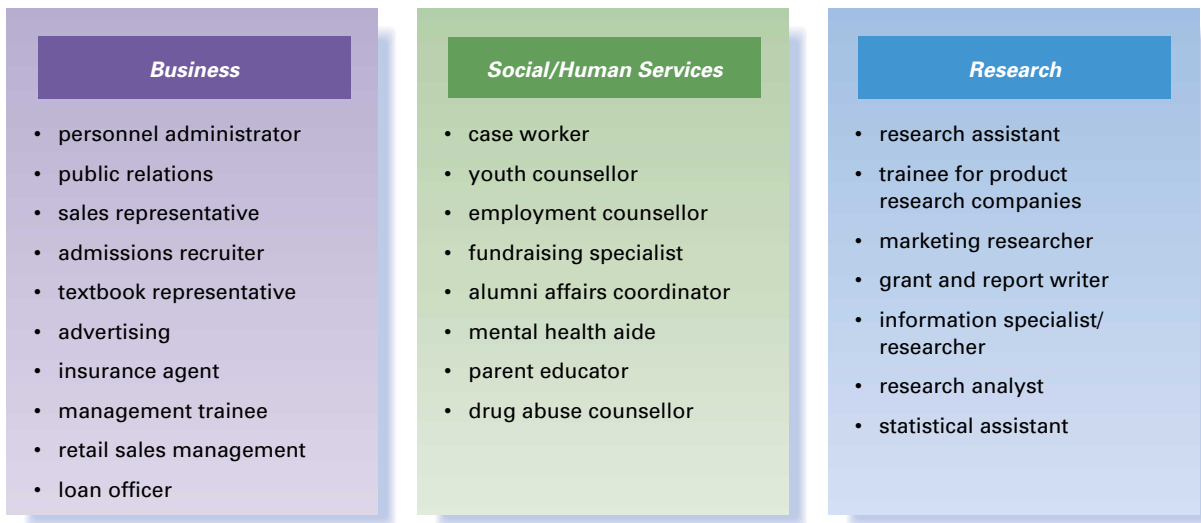 Business
• personnel administrator
• public relations
• sales representative
• admissions recruiter
• textbook representative
• advertising
• insurance agent
• management trainee
• retail sales management
• loan officer
Social/Human Services
• case worker
• youth counsellor
• employment counsellor
• fundraising specialist
• alumni affairs coordinator
• mental health aide
• parent educator
• drug abuse counsellor
Research
• research assistant
• trainee for product
research companies
• marketing researcher
• grant and report writer
• information specialist/
researcher
• research analyst
• statistical assistant